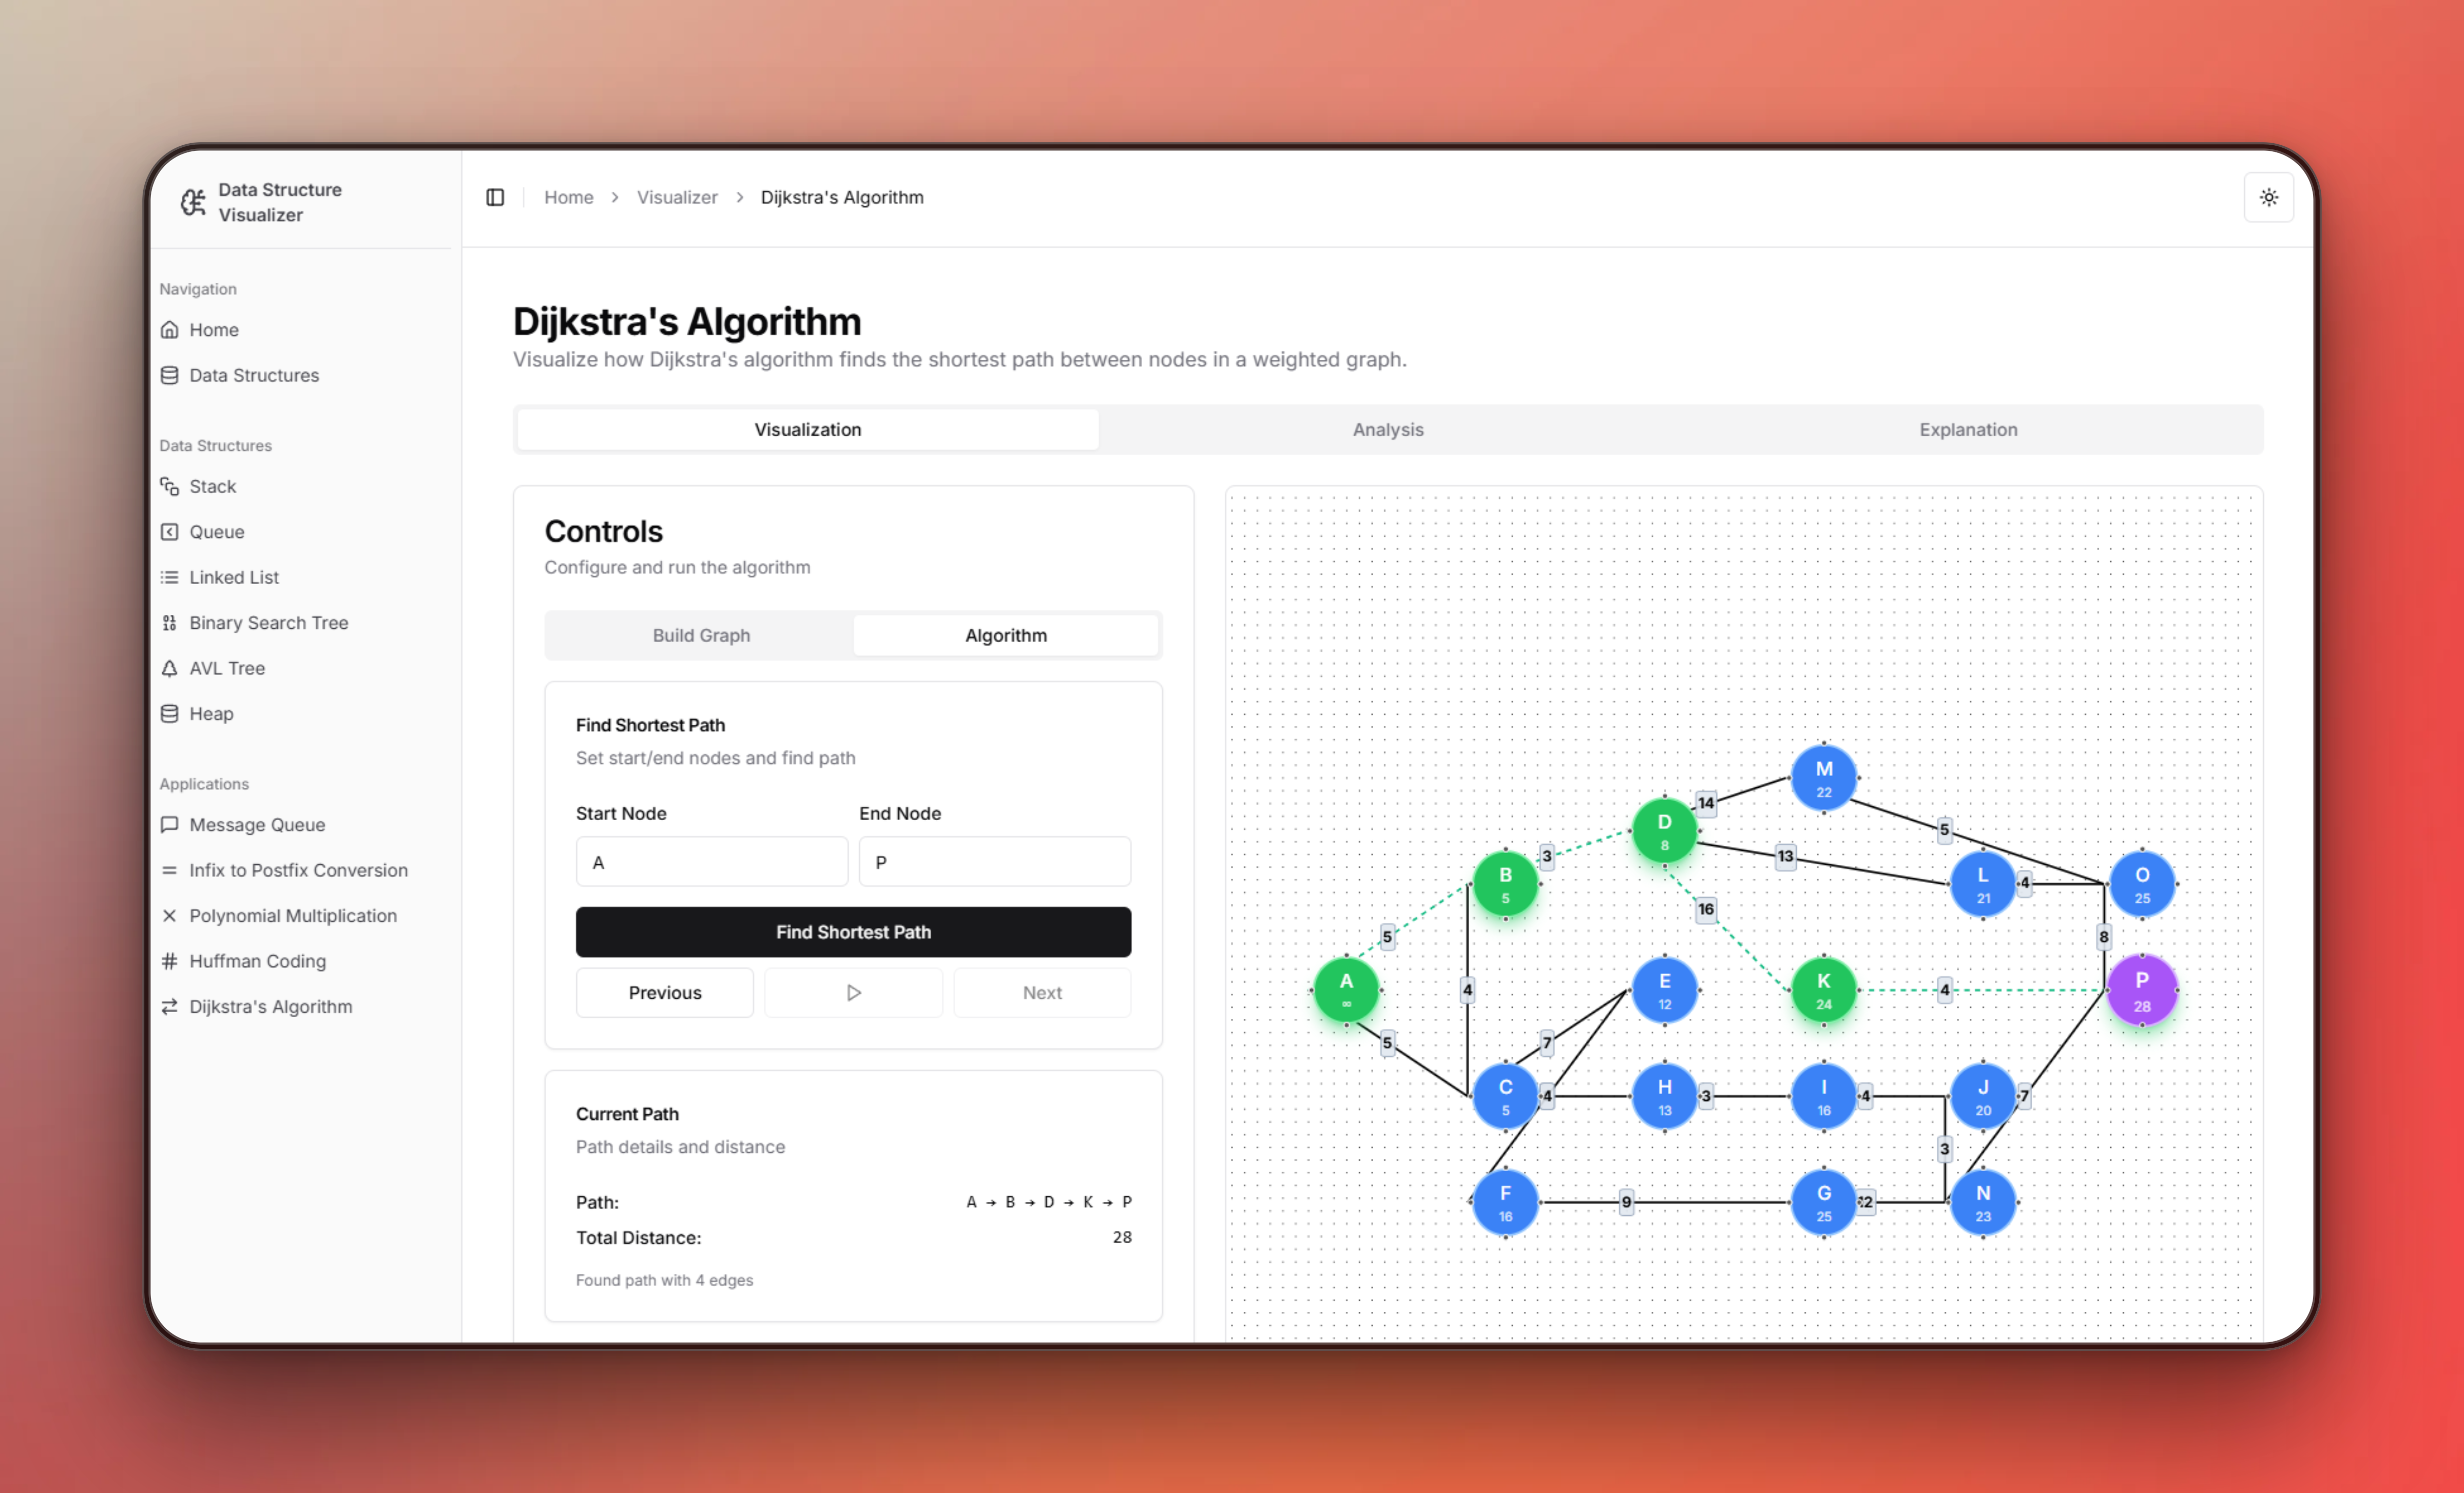 Data Structure
Visualizer
Navigation
Home
Data Structures
Data Structures
Stack
Queue
Linked List
Binary Search Tree
AVL Tree
Heap
Applications
Message Queue
Infix to Postfix Conversion
Polynomial Multiplication
Huffman Coding
Dijkstra's Algorithm
Home > Visualizer > Dijkstra's Algorithm
Dijkstra's Algorithm
Visualize how Dijkstra's algorithm finds the shortest path between nodes in a weighted graph.
Visualization Analysis Explanation
Controls
Configure and run the algorithm
Build Graph Algorithm
Find Shortest Path
Set start/end nodes and find path
Start Node End Node
A P
Find Shortest Path
Previous Next
Current Path
Path details and distance
Path: A → B → D → K → P
Total Distance: 28
Found path with 4 edges
M
22
14
D
8
5
3
13
B
5
L
21
4
O
25
16
5
8
A
∞
4
E
12
K
24
4
P
28
5
7
C
5
4
H
13
3
I
16
4
J
20
7
3
F
16
9
G
25
12
N
23